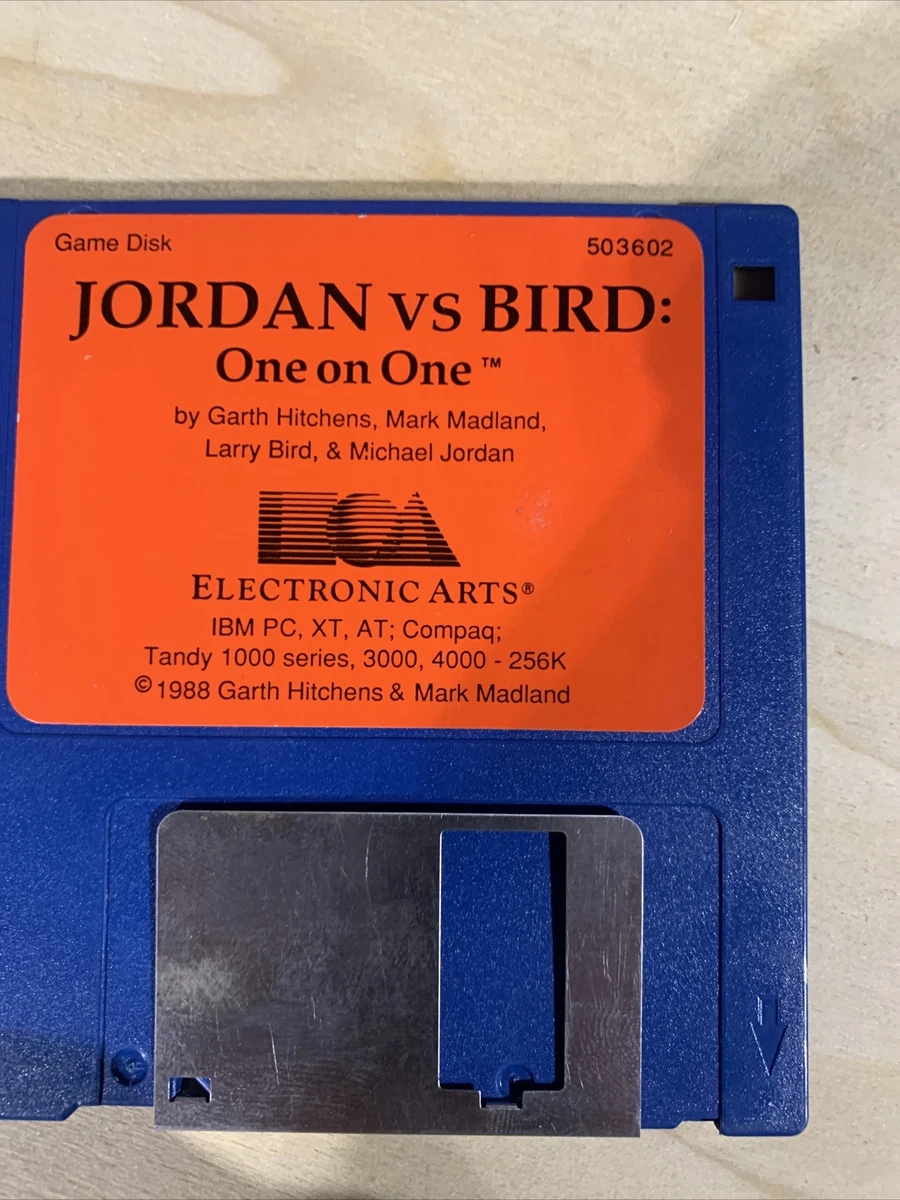 Game Disk 503602
JORDAN VS BIRD:
One on One™
by Garth Hitchens, Mark Madland,
Larry Bird, & Michael Jordan
ECA
ELECTRONIC ARTS®
IBM PC, XT, AT; Compaq;
Tandy 1000 series, 3000, 4000 - 256K
©1988 Garth Hitchens & Mark Madland